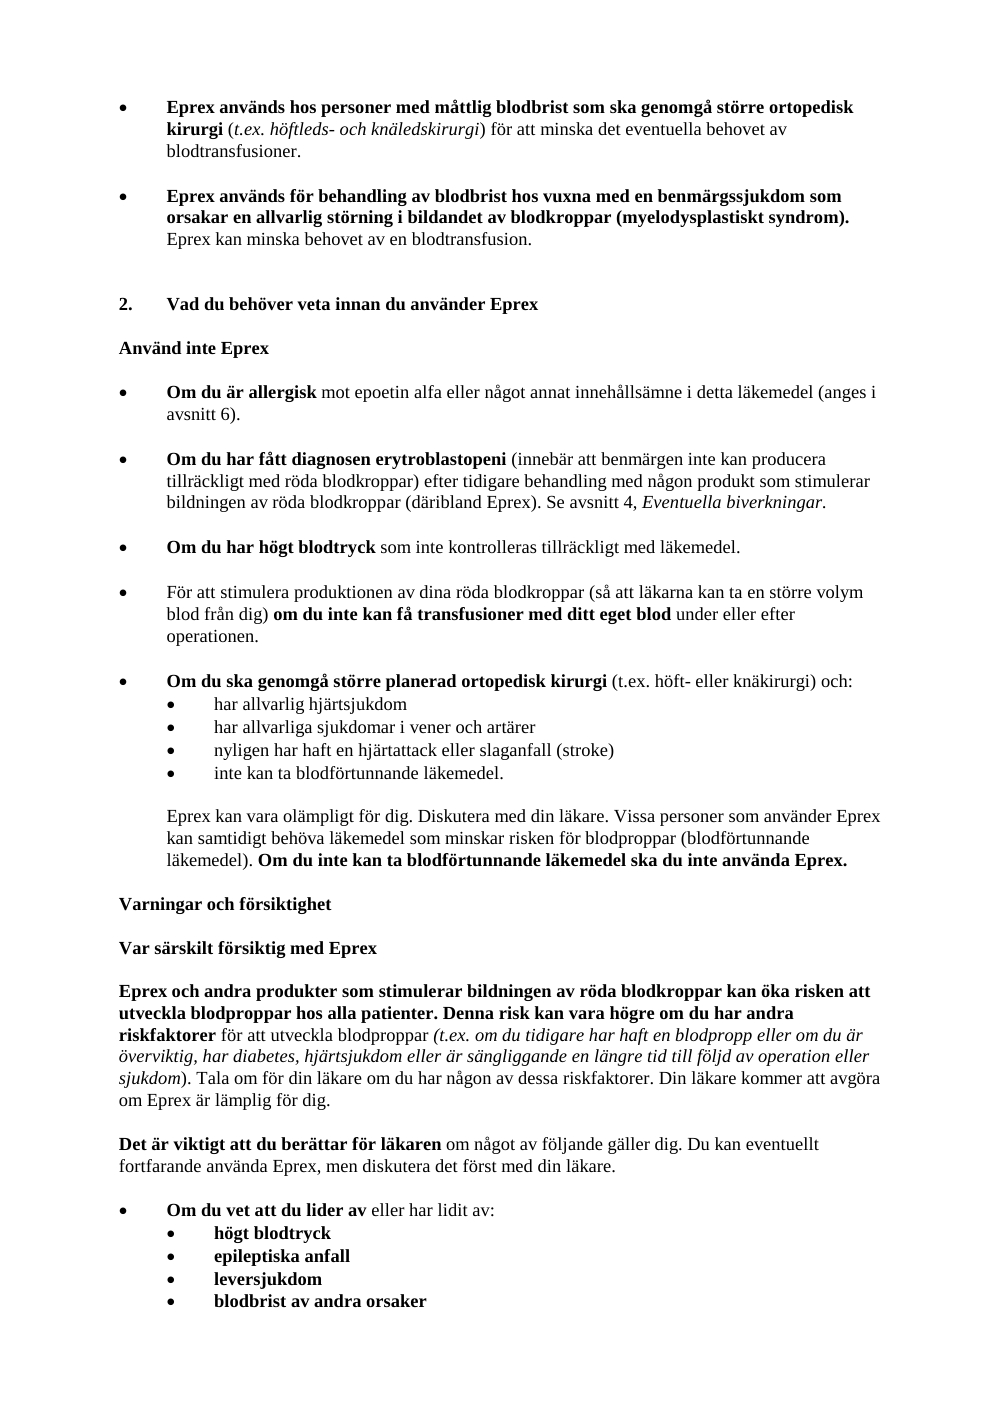 • Eprex används hos personer med måttlig blodbrist som ska genomgå större ortopedisk
kirurgi (t.ex. höftleds- och knäledskirurgi) för att minska det eventuella behovet av
blodtransfusioner.
• Eprex används för behandling av blodbrist hos vuxna med en benmärgssjukdom som
orsakar en allvarlig störning i bildandet av blodkroppar (myelodysplastiskt syndrom).
Eprex kan minska behovet av en blodtransfusion.
2. Vad du behöver veta innan du använder Eprex
Använd inte Eprex
• Om du är allergisk mot epoetin alfa eller något annat innehållsämne i detta läkemedel (anges i
avsnitt 6).
• Om du har fått diagnosen erytroblastopeni (innebär att benmärgen inte kan producera
tillräckligt med röda blodkroppar) efter tidigare behandling med någon produkt som stimulerar
bildningen av röda blodkroppar (däribland Eprex). Se avsnitt 4, Eventuella biverkningar.
• Om du har högt blodtryck som inte kontrolleras tillräckligt med läkemedel.
• För att stimulera produktionen av dina röda blodkroppar (så att läkarna kan ta en större volym
blod från dig) om du inte kan få transfusioner med ditt eget blod under eller efter
operationen.
• Om du ska genomgå större planerad ortopedisk kirurgi (t.ex. höft- eller knäkirurgi) och:
• har allvarlig hjärtsjukdom
• har allvarliga sjukdomar i vener och artärer
• nyligen har haft en hjärtattack eller slaganfall (stroke)
• inte kan ta blodförtunnande läkemedel.
Eprex kan vara olämpligt för dig. Diskutera med din läkare. Vissa personer som använder Eprex
kan samtidigt behöva läkemedel som minskar risken för blodproppar (blodförtunnande
läkemedel). Om du inte kan ta blodförtunnande läkemedel ska du inte använda Eprex.
Varningar och försiktighet
Var särskilt försiktig med Eprex
Eprex och andra produkter som stimulerar bildningen av röda blodkroppar kan öka risken att
utveckla blodproppar hos alla patienter. Denna risk kan vara högre om du har andra
riskfaktorer för att utveckla blodproppar (t.ex. om du tidigare har haft en blodpropp eller om du är
överviktig, har diabetes, hjärtsjukdom eller är sängliggande en längre tid till följd av operation eller
sjukdom). Tala om för din läkare om du har någon av dessa riskfaktorer. Din läkare kommer att avgöra
om Eprex är lämplig för dig.
Det är viktigt att du berättar för läkaren om något av följande gäller dig. Du kan eventuellt
fortfarande använda Eprex, men diskutera det först med din läkare.
• Om du vet att du lider av eller har lidit av:
• högt blodtryck
• epileptiska anfall
• leversjukdom
• blodbrist av andra orsaker